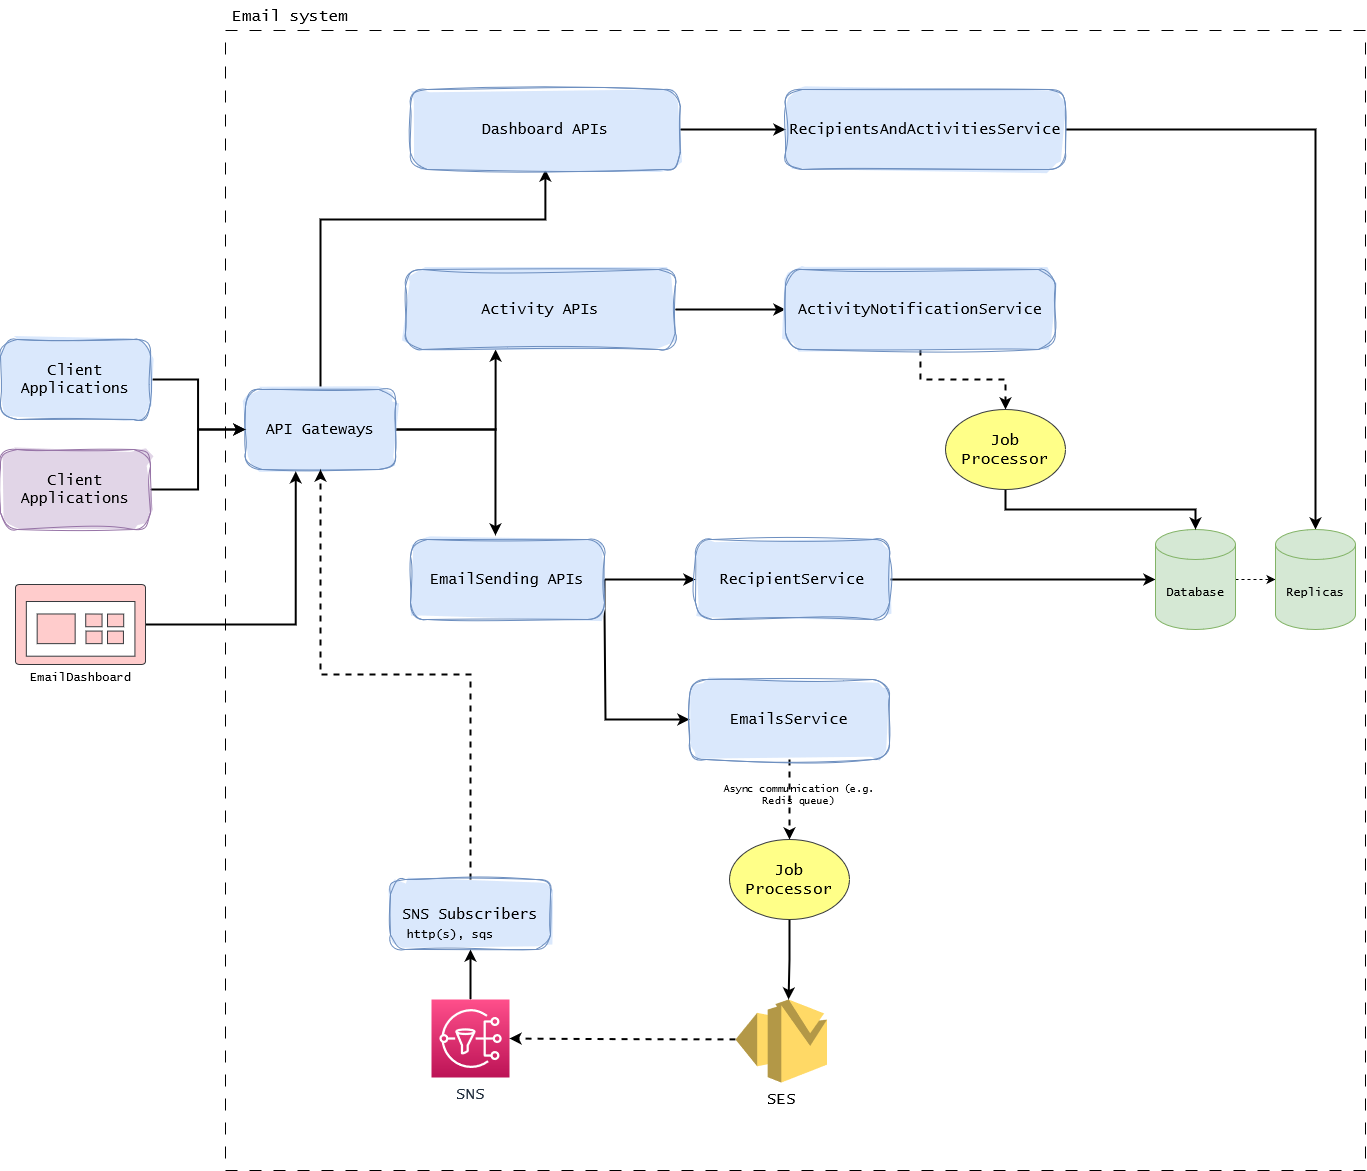 Email system
Dashboard APIs
RecipientsAndActivitiesService
Activity APIs
ActivityNotificationService
Client
Applications
API Gateways
Client
Applications
Job
Processor
EmailSending APIs
RecipientService
Database
Replicas
EmailDashboard
EmailsService
Async communication (e.g.
Redis queue)
Job
Processor
SNS Subscribers
http(s), sqs
SNS
SES